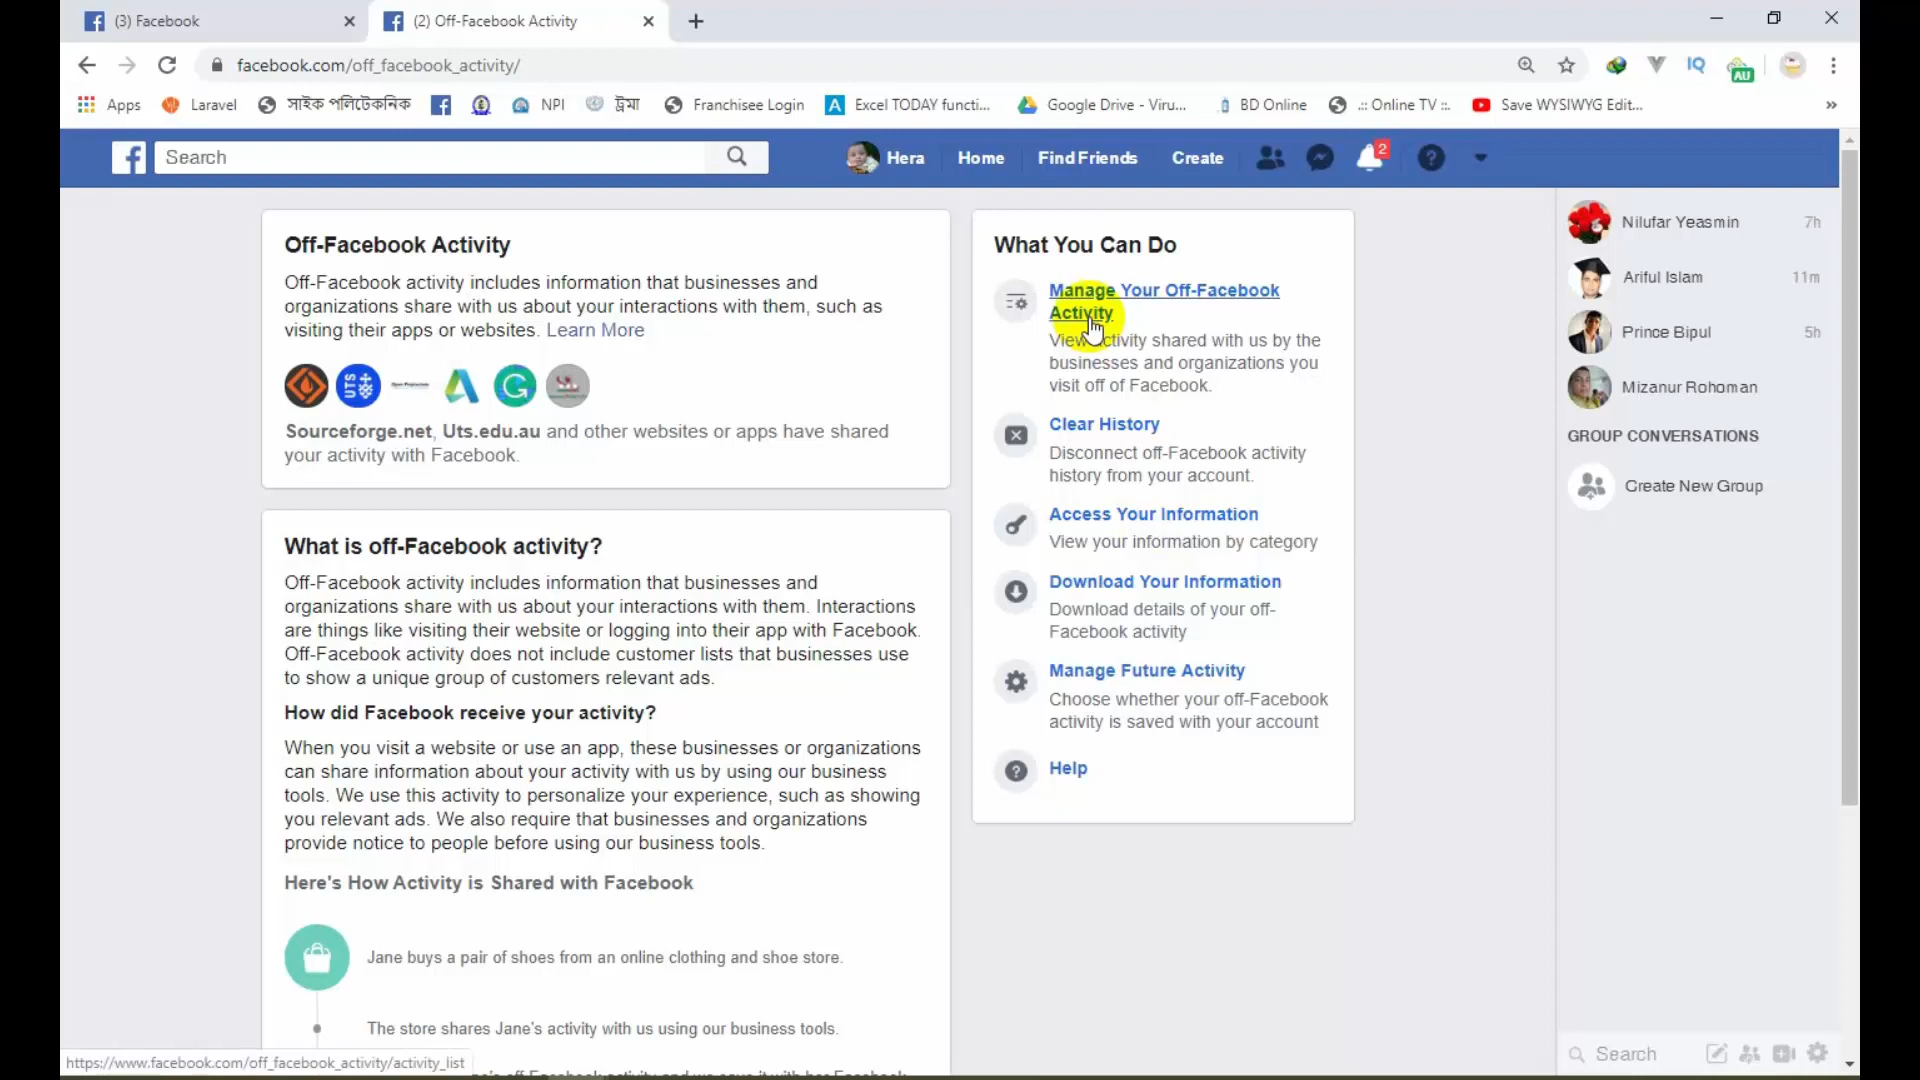 (3) Facebook
(2) Off-Facebook Activity
facebook.com/off_facebook_activity/
IQ
AU
Apps
Laravel
সাইক পলিটেকনিক
NPI
ট্রমা
Franchisee Login
Excel TODAY functi...
Google Drive - Viru...
BD Online
.:: Online TV ::.
Save WYSIWYG Edit...
Search
Hera
Home
Find Friends
Create
2
Off-Facebook Activity
Off-Facebook activity includes information that businesses and
organizations share with us about your interactions with them, such as
visiting their apps or websites. Learn More
UTS
Sourceforge.net, Uts.edu.au and other websites or apps have shared
your activity with Facebook.
What is off-Facebook activity?
Off-Facebook activity includes information that businesses and
organizations share with us about your interactions with them. Interactions
are things like visiting their website or logging into their app with Facebook.
Off-Facebook activity does not include customer lists that businesses use
to show a unique group of customers relevant ads.
How did Facebook receive your activity?
When you visit a website or use an app, these businesses or organizations
can share information about your activity with us by using our business
tools. We use this activity to personalize your experience, such as showing
you relevant ads. We also require that businesses and organizations
provide notice to people before using our business tools.
Here's How Activity is Shared with Facebook
Jane buys a pair of shoes from an online clothing and shoe store.
The store shares Jane's activity with us using our business tools.
What You Can Do
Manage Your Off-Facebook
Activity
View activity shared with us by the
businesses and organizations you
visit off of Facebook.
Clear History
Disconnect off-Facebook activity
history from your account.
Access Your Information
View your information by category
Download Your Information
Download details of your off-
Facebook activity
Manage Future Activity
Choose whether your off-Facebook
activity is saved with your account
Help
Nilufar Yeasmin 7h
Ariful Islam 11m
Prince Bipul 5h
Mizanur Rohoman
GROUP CONVERSATIONS
Create New Group
Search
https://www.facebook.com/off_facebook_activity/activity_list